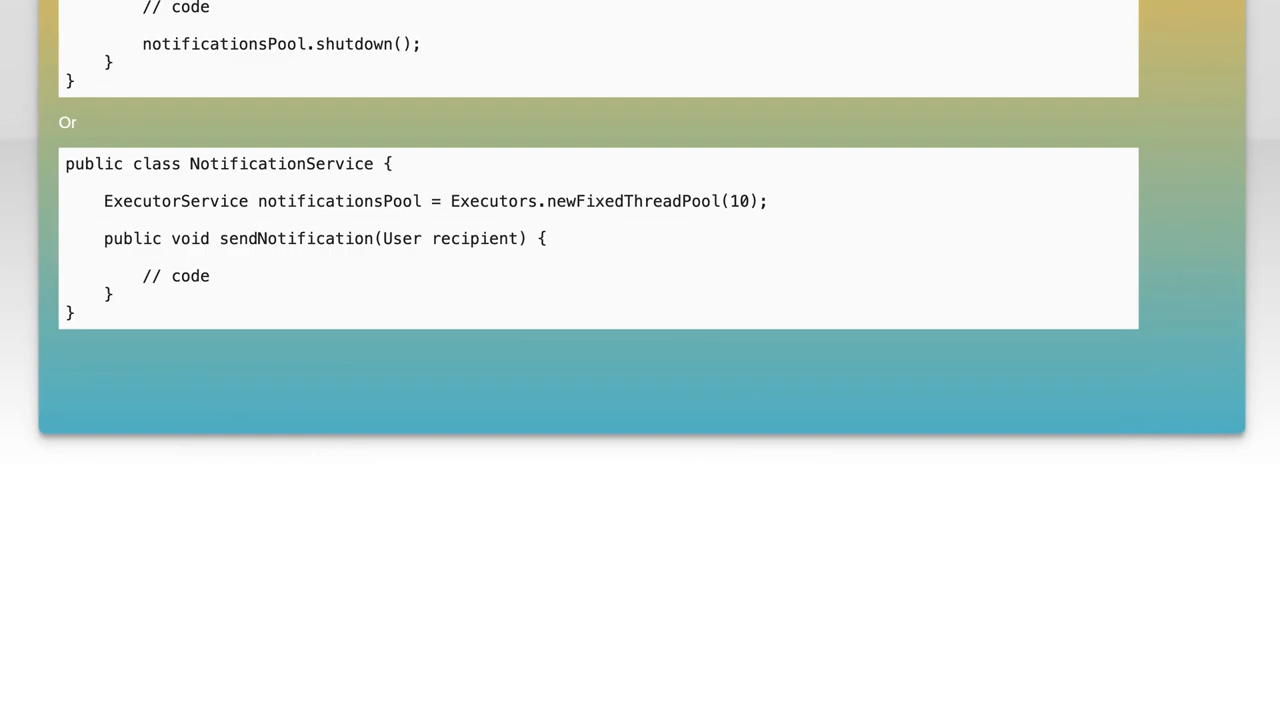 // code
notificationsPool.shutdown();
}
}
Or
public class NotificationService {
ExecutorService notificationsPool = Executors.newFixedThreadPool(10);
public void sendNotification(User recipient) {
// code
}
}